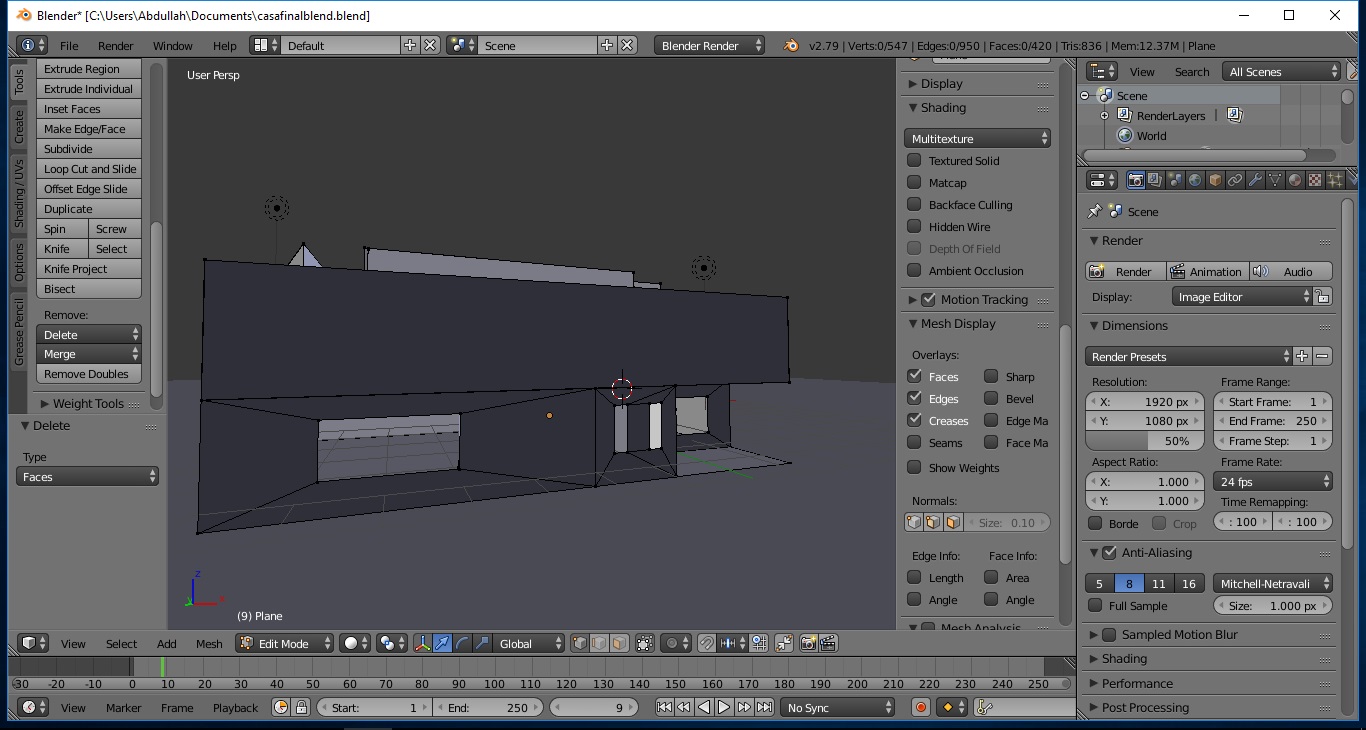 Blender* [C:\Users\Abdullah\Documents\casafinalblend.blend]
File Render Window Help Default Scene Blender Render v2.79 | Verts:0/547 | Edges:0/950 | Faces:0/420 | Tris:836 | Mem:12.37M | Plane
Tools
Create
Shading / UVs
Options
Grease Pencil
Extrude Region
Extrude Individual
Inset Faces
Make Edge/Face
Subdivide
Loop Cut and Slide
Offset Edge Slide
Duplicate
Spin Screw
Knife Select
Knife Project
Bisect
Remove:
Delete
Merge
Remove Doubles
Weight Tools
Delete
Type
Faces
User Persp
z
x
y
(9) Plane
Display
Shading
Multitexture
Textured Solid
Matcap
Backface Culling
Hidden Wire
Depth Of Field
Ambient Occlusion
Motion Tracking
Mesh Display
Overlays:
Faces Sharp
Edges Bevel
Creases Edge Ma
Seams Face Ma
Show Weights
Normals:
Size: 0.10
Edge Info: Face Info:
Length Area
Angle Angle
Mesh Analysis
View Search All Scenes
Scene
RenderLayers |
World
Scene
Render
Render Animation Audio
Display: Image Editor
Dimensions
Render Presets
Resolution: Frame Range:
X: 1920 px Start Frame: 1
Y: 1080 px End Frame: 250
50% Frame Step: 1
Aspect Ratio: Frame Rate:
X: 1.000 24 fps
Y: 1.000 Time Remapping:
Borde Crop : 100 : 100
Anti-Aliasing
5 8 11 16 Mitchell-Netravali
Full Sample Size: 1.000 px
Sampled Motion Blur
Shading
Performance
Post Processing
View Select Add Mesh Edit Mode Global
-30 -20 -10 0 10 20 30 40 50 60 70 80 90 100 110 120 130 140 150 160 170 180 190 200 210 220 230 240 250
View Marker Frame Playback Start: 1 End: 250 9 No Sync